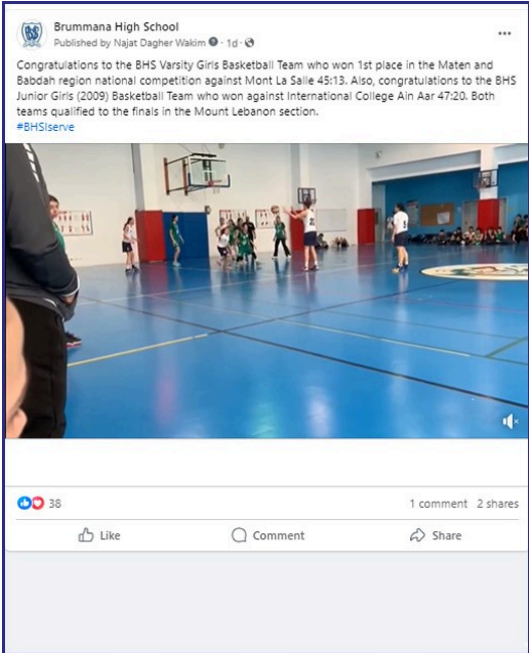 Brummana High School
Published by Najat Dagher Wakim · 1d ·
Congratulations to the BHS Varsity Girls Basketball Team who won 1st place in the Maten and
Babdah region national competition against Mont La Salle 45:13. Also, congratulations to the BHS
Junior Girls (2009) Basketball Team who won against International College Ain Aar 47:20. Both
teams qualified to the finals in the Mount Lebanon section.
#BHSIserve
38
1 comment 2 shares
Like Comment Share